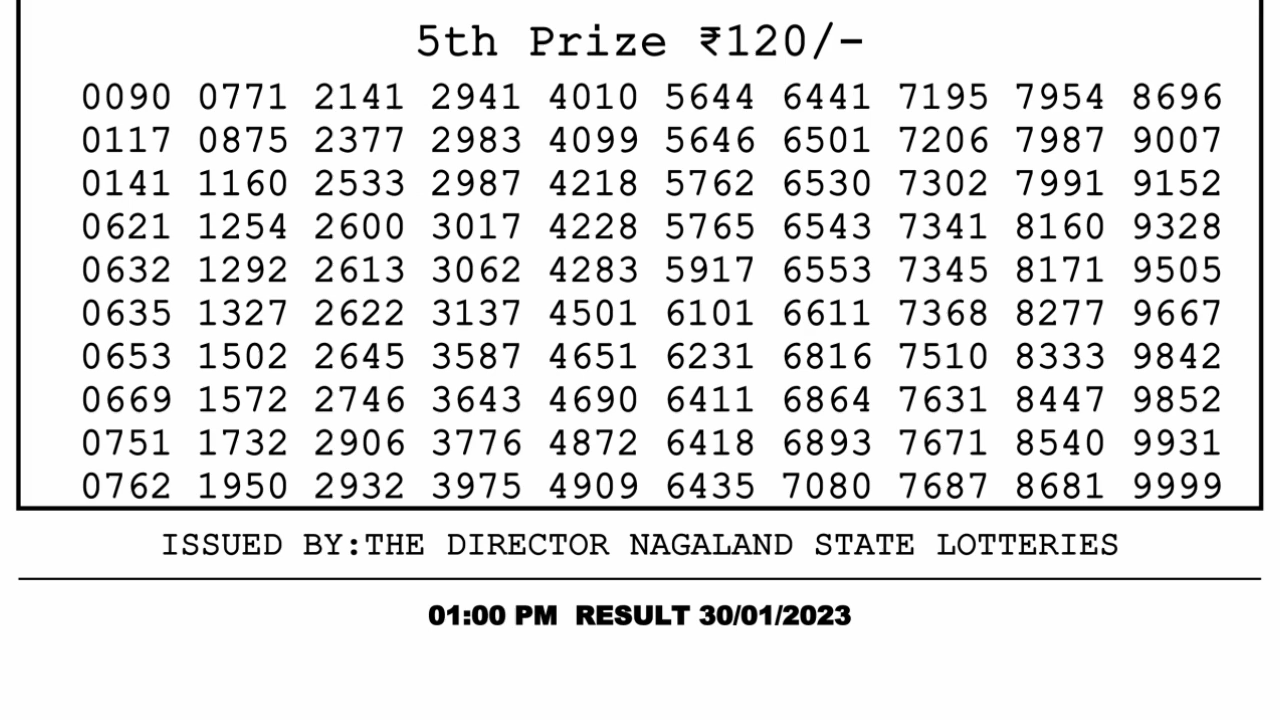 5th Prize ₹120/-
0090 0771 2141 2941 4010 5644 6441 7195 7954 8696
0117 0875 2377 2983 4099 5646 6501 7206 7987 9007
0141 1160 2533 2987 4218 5762 6530 7302 7991 9152
0621 1254 2600 3017 4228 5765 6543 7341 8160 9328
0632 1292 2613 3062 4283 5917 6553 7345 8171 9505
0635 1327 2622 3137 4501 6101 6611 7368 8277 9667
0653 1502 2645 3587 4651 6231 6816 7510 8333 9842
0669 1572 2746 3643 4690 6411 6864 7631 8447 9852
0751 1732 2906 3776 4872 6418 6893 7671 8540 9931
0762 1950 2932 3975 4909 6435 7080 7687 8681 9999
ISSUED BY:THE DIRECTOR NAGALAND STATE LOTTERIES
01:00 PM RESULT 30/01/2023